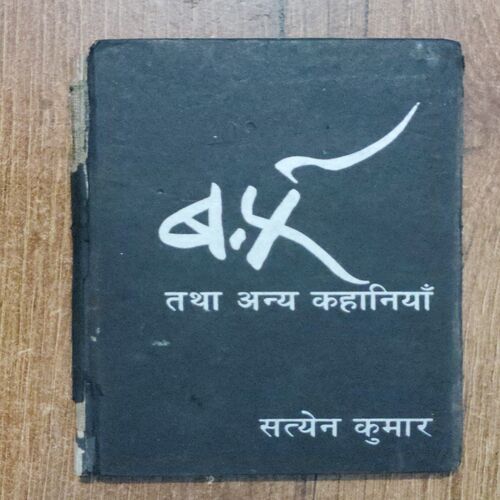 बर्फ़
तथा अन्य कहानियाँ
सत्येन कुमार